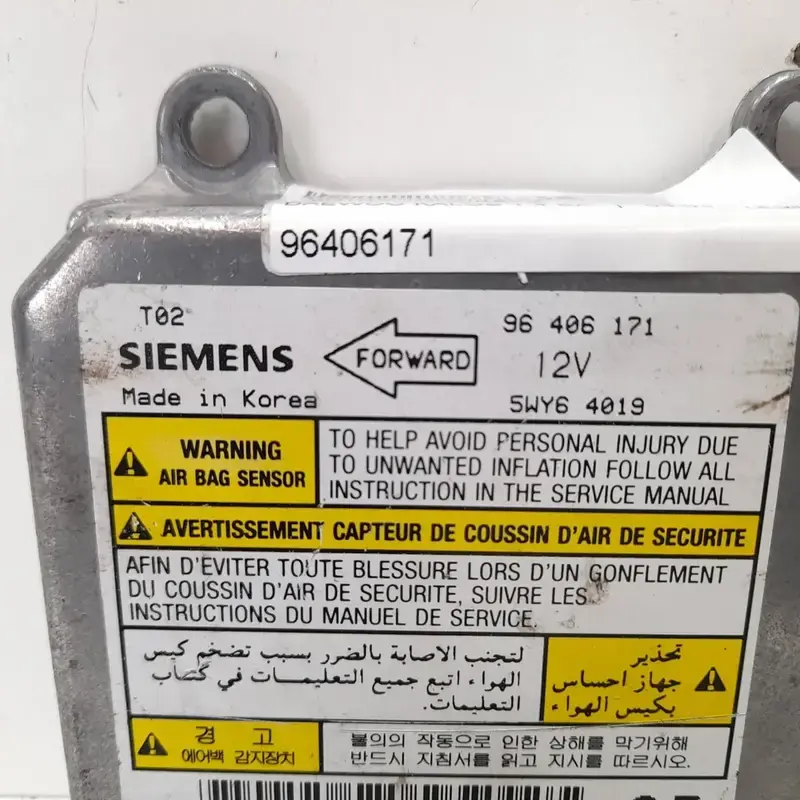 96406171
T02
96 406 171
SIEMENS
FORWARD
12V
Made in Korea
5WY6 4019
WARNING
AIR BAG SENSOR
TO HELP AVOID PERSONAL INJURY DUE
TO UNWANTED INFLATION FOLLOW ALL
INSTRUCTION IN THE SERVICE MANUAL
AVERTISSEMENT CAPTEUR DE COUSSIN D'AIR DE SECURITE
AFIN D'EVITER TOUTE BLESSURE LORS D'UN GONFLEMENT
DU COUSSIN D'AIR DE SECURITE, SUIVRE LES
INSTRUCTIONS DU MANUEL DE SERVICE.
تحذير
جهاز احساس
بكيس الهواء
لتجنب الاصابة بالضرر بسبب تضخم كيس
الهواء اتبع جميع التعليمات في كتاب
التعليمات.
경 고
에어백 감지장치
불의의 작동으로 인한 상해를 막기위해
반드시 지침서를 읽고 지시를 따르시오.